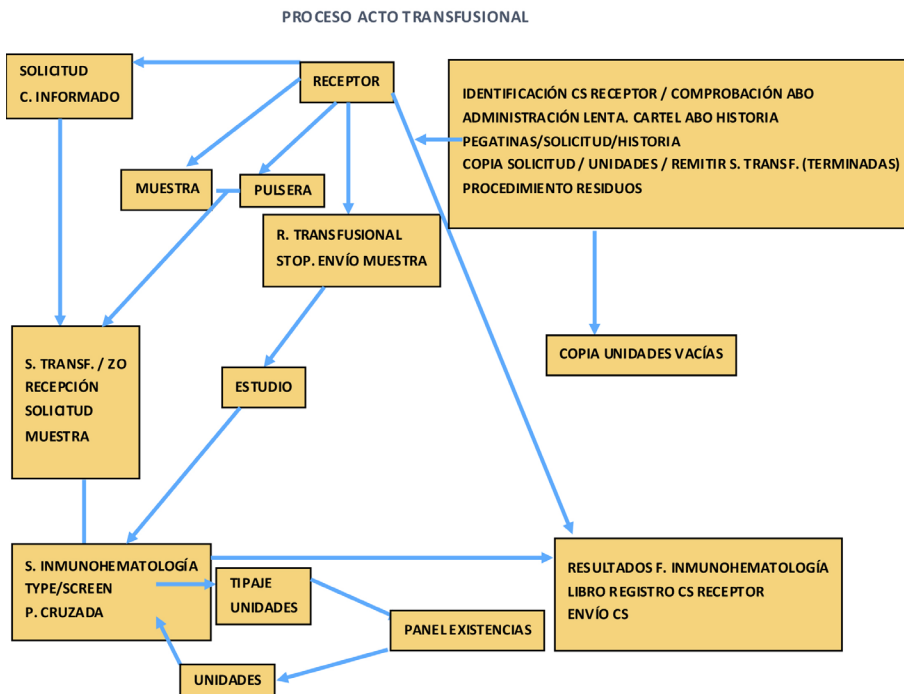 PROCESO ACTO TRANSFUSIONAL
SOLICITUD
C. INFORMADO
RECEPTOR
IDENTIFICACIÓN CS RECEPTOR / COMPROBACIÓN ABO
ADMINISTRACIÓN LENTA. CARTEL ABO HISTORIA
PEGATINAS/SOLICITUD/HISTORIA
COPIA SOLICITUD / UNIDADES / REMITIR S. TRANSF. (TERMINADAS)
PROCEDIMIENTO RESIDUOS
MUESTRA
PULSERA
R. TRANSFUSIONAL
STOP. ENVÍO MUESTRA
S. TRANSF. / ZO
RECEPCIÓN
SOLICITUD
MUESTRA
COPIA UNIDADES VACÍAS
ESTUDIO
S. INMUNOHEMATOLOGÍA
TYPE/SCREEN
P. CRUZADA
TIPAJE
UNIDADES
PANEL EXISTENCIAS
UNIDADES
RESULTADOS F. INMUNOHEMATOLOGÍA
LIBRO REGISTRO CS RECEPTOR
ENVÍO CS